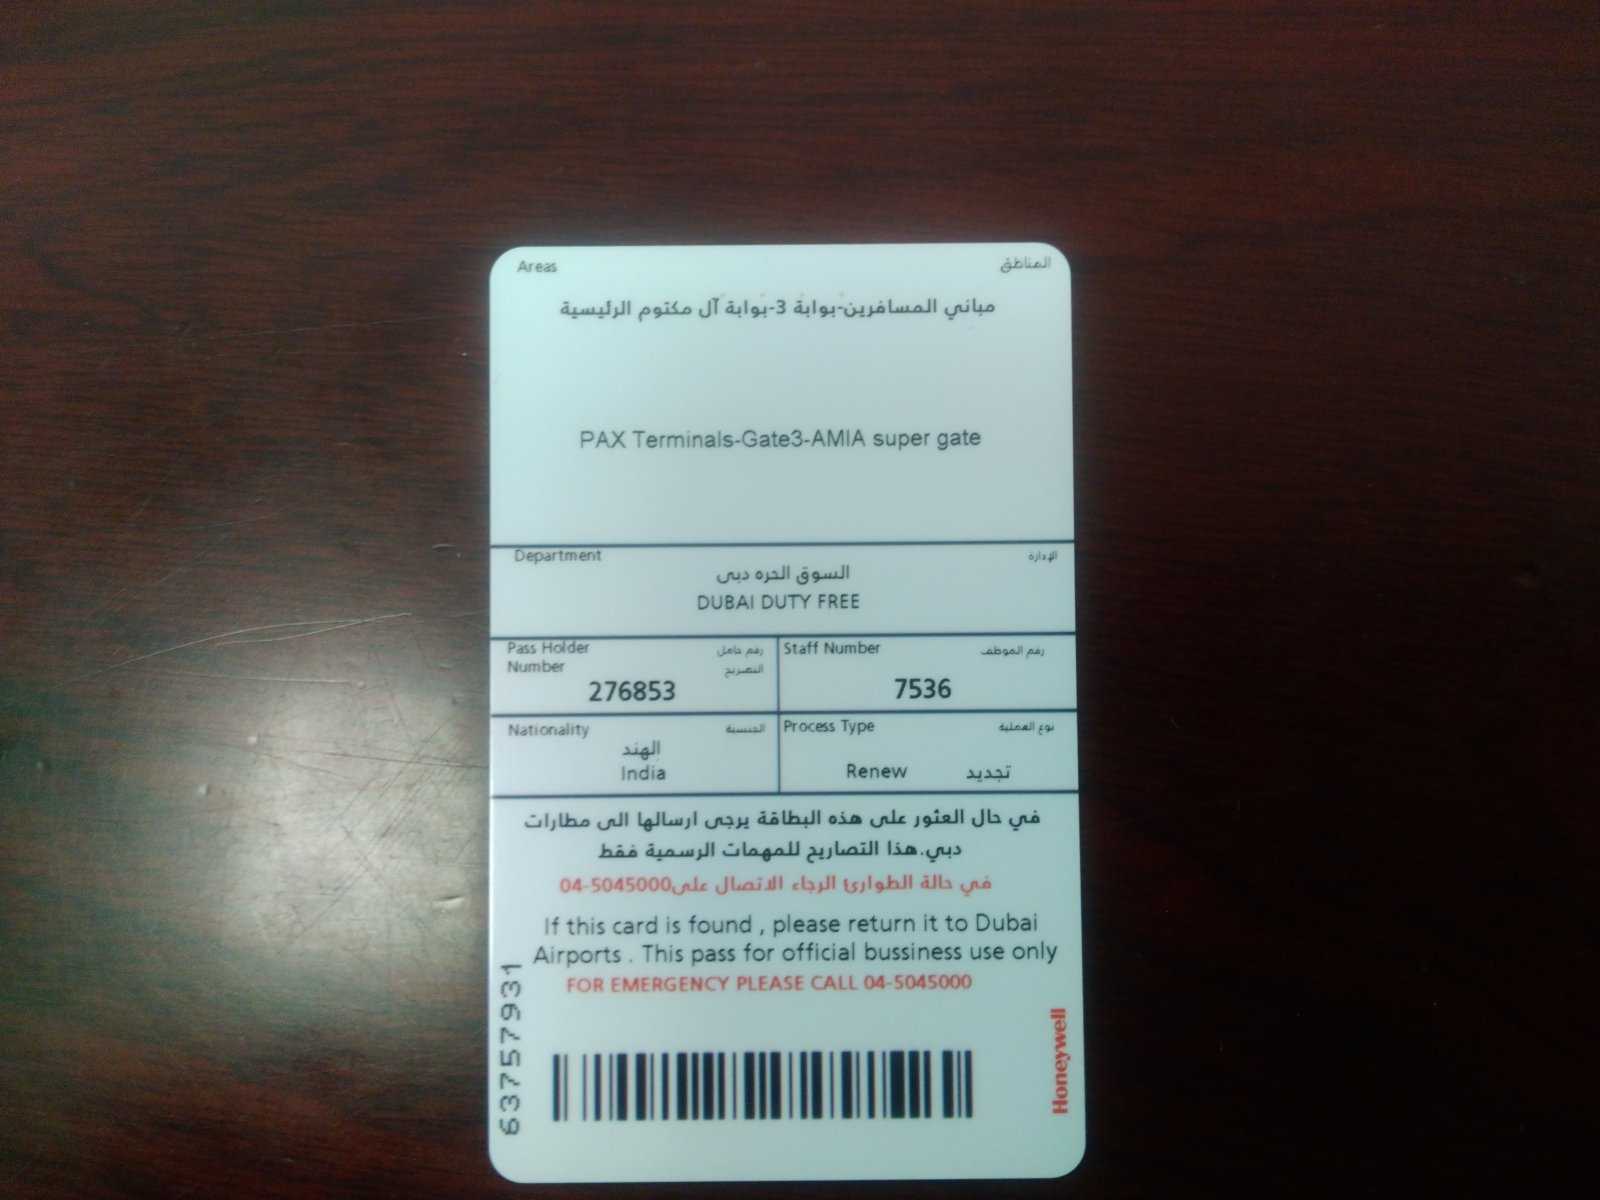 Areas المناطق
مباني المسافرين-بوابة 3-بوابة آل مكتوم الرئيسية
PAX Terminals-Gate3-AMIA super gate
Department الإدارة
السوق الحره دبى
DUBAI DUTY FREE
Pass Holder رقم حامل
Number التصريح
276853
Staff Number رقم الموظف
7536
Nationality الجنسية
الهند
India
Process Type نوع العملية
Renew تجديد
في حال العثور على هذه البطاقة يرجى ارسالها الى مطارات
دبي.هذا التصاريح للمهمات الرسمية فقط
في حالة الطوارئ الرجاء الاتصال على04-5045000
If this card is found , please return it to Dubai
Airports . This pass for official bussiness use only
FOR EMERGENCY PLEASE CALL 04-5045000
63757931
Honeywell